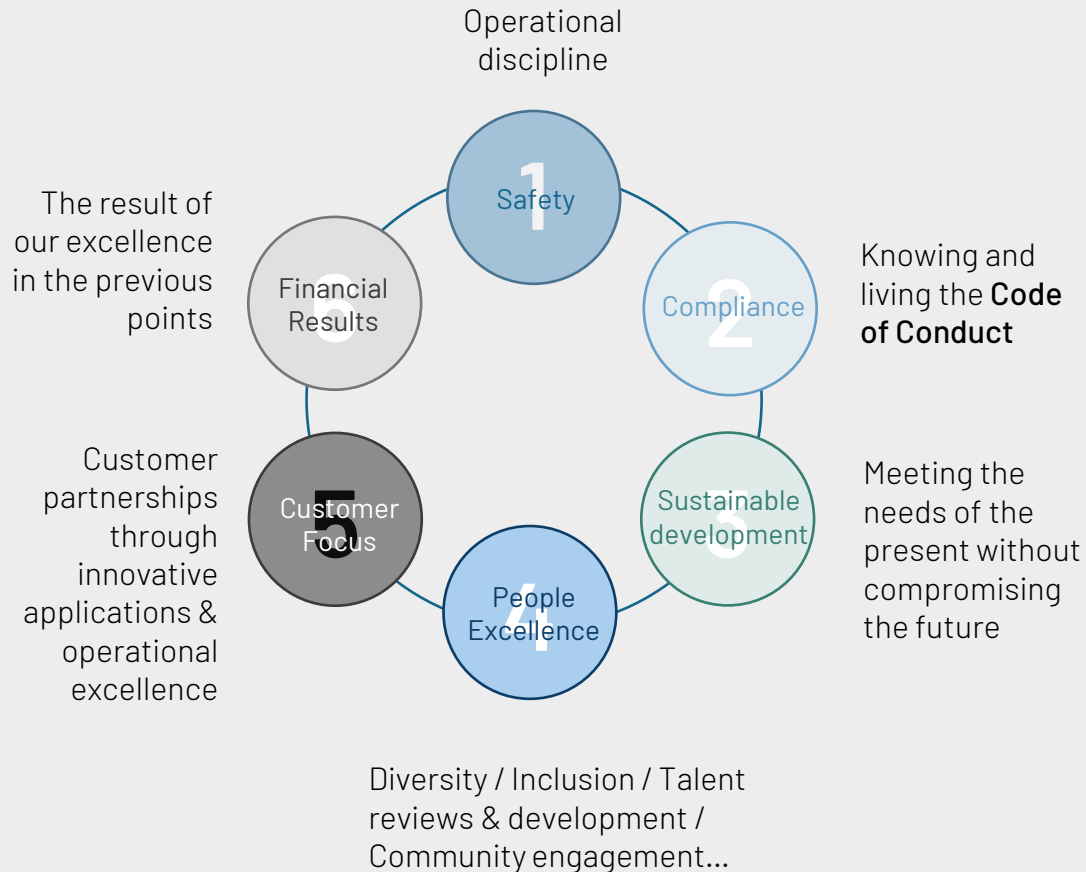 Operational
discipline
1
Safety
2
Compliance
Knowing and
living the Code
of Conduct
3
Sustainable
development
Meeting the
needs of the
present without
compromising
the future
4
People
Excellence
Diversity / Inclusion / Talent
reviews & development /
Community engagement...
5
Customer
Focus
Customer
partnerships
through
innovative
applications &
operational
excellence
6
Financial
Results
The result of
our excellence
in the previous
points